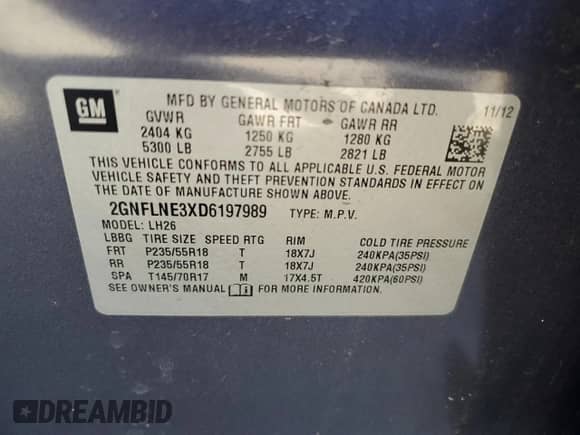 GM
MFD BY GENERAL MOTORS OF CANADA LTD. 11/12
GVWR GAWR FRT GAWR RR
2404 KG 1250 KG 1280 KG
5300 LB 2755 LB 2821 LB
THIS VEHICLE CONFORMS TO ALL APPLICABLE U.S. FEDERAL MOTOR
VEHICLE SAFETY AND THEFT PREVENTION STANDARDS IN EFFECT ON
THE DATE OF MANUFACTURE SHOWN ABOVE.
2GNFLNE3XD6197989 TYPE: M.P.V.
MODEL: LH26
LBBG TIRE SIZE SPEED RTG RIM COLD TIRE PRESSURE
FRT P235/55R18 T 18X7J 240KPA(35PSI)
RR P235/55R18 T 18X7J 240KPA(35PSI)
SPA T145/70R17 M 17X4.5T 420KPA(60PSI)
SEE OWNER'S MANUAL FOR MORE INFORMATION.
DREAMBID